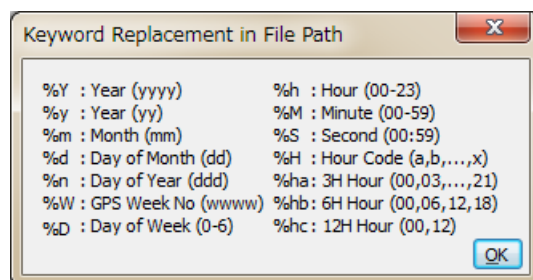 Keyword Replacement in File Path
%Y : Year (yyyy)
%y : Year (yy)
%m : Month (mm)
%d : Day of Month (dd)
%n : Day of Year (ddd)
%W : GPS Week No (wwww)
%D : Day of Week (0-6)
%h : Hour (00-23)
%M : Minute (00-59)
%S : Second (00:59)
%H : Hour Code (a,b,...,x)
%ha : 3H Hour (00,03,...,21)
%hb : 6H Hour (00,06,12,18)
%hc : 12H Hour (00,12)
OK